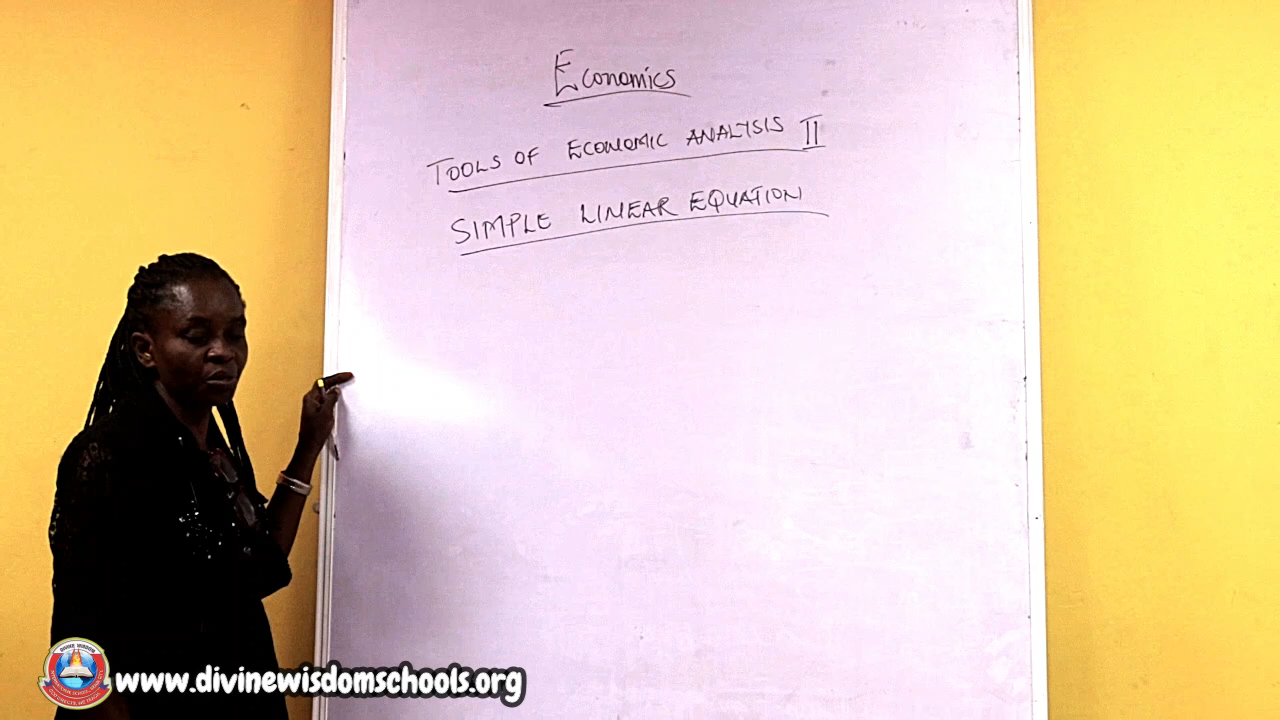 Economics
TOOLS OF ECONOMIC ANALYSIS II
SIMPLE LINEAR EQUATION
www.divinewisdomschools.org